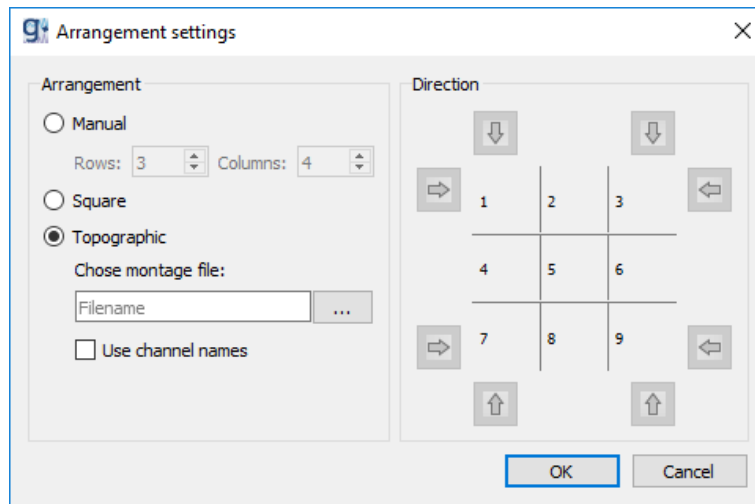 Arrangement settings
Arrangement
Manual
Rows: 3 Columns: 4
Square
Topographic
Chose montage file:
Filename ...
Use channel names
Direction
1 2 3
4 5 6
7 8 9
OK Cancel